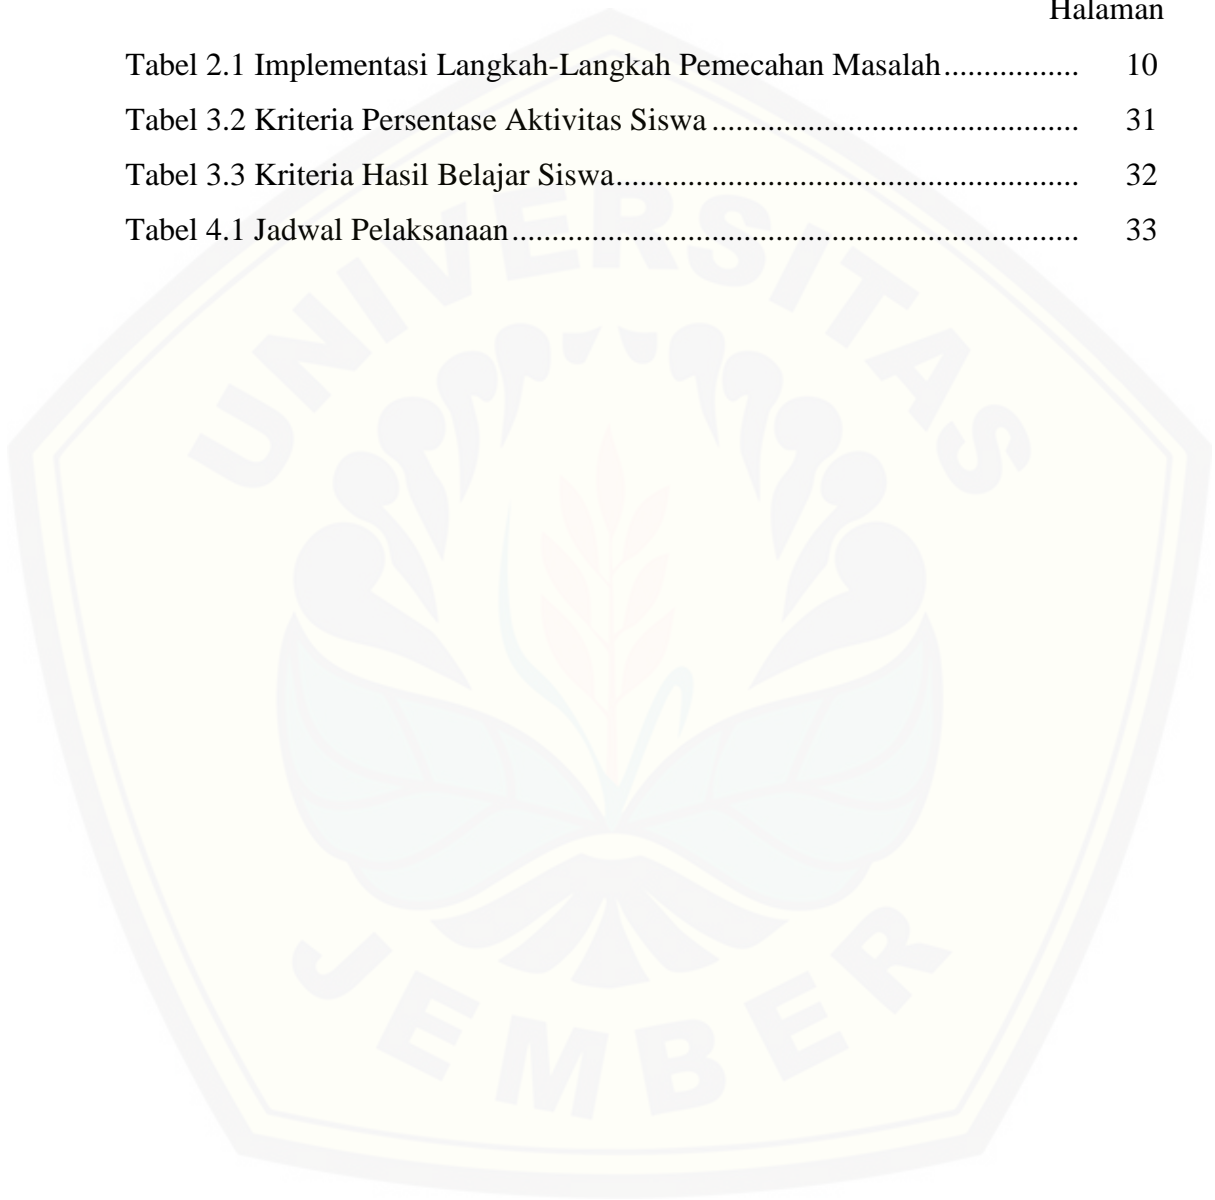 Halaman
Tabel 2.1 Implementasi Langkah-Langkah Pemecahan Masalah................. 10
Tabel 3.2 Kriteria Persentase Aktivitas Siswa.............................................. 31
Tabel 3.3 Kriteria Hasil Belajar Siswa.......................................................... 32
Tabel 4.1 Jadwal Pelaksanaan....................................................................... 33
UNIVERSITAS
JEMBER